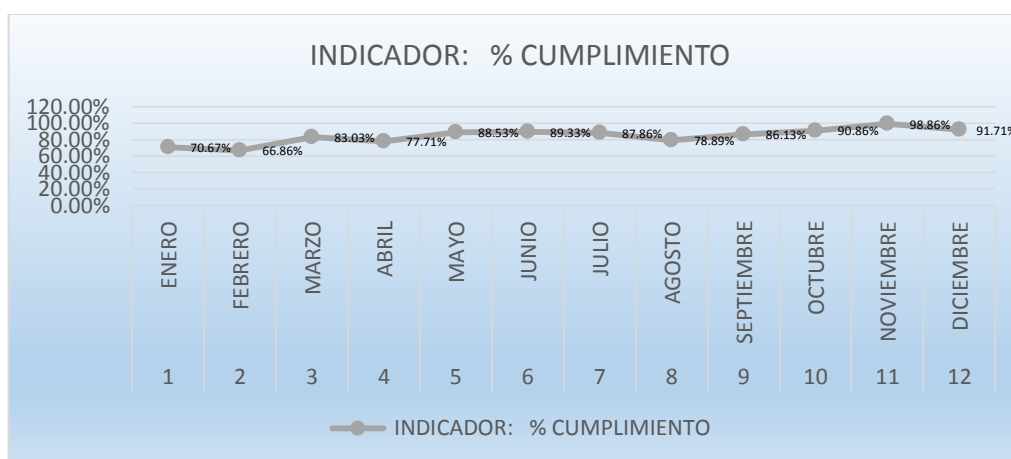 INDICADOR:   % CUMPLIMIENTO
120.00%
100.00%
80.00%
60.00%
40.00%
20.00%
0.00%
70.67%
66.86%
83.03%
77.71%
88.53%
89.33%
87.86%
78.89%
86.13%
90.86%
98.86%
91.71%
ENERO
FEBRERO
MARZO
ABRIL
MAYO
JUNIO
JULIO
AGOSTO
SEPTIEMBRE
OCTUBRE
NOVIEMBRE
DICIEMBRE
1 2 3 4 5 6 7 8 9 10 11 12
INDICADOR:   % CUMPLIMIENTO